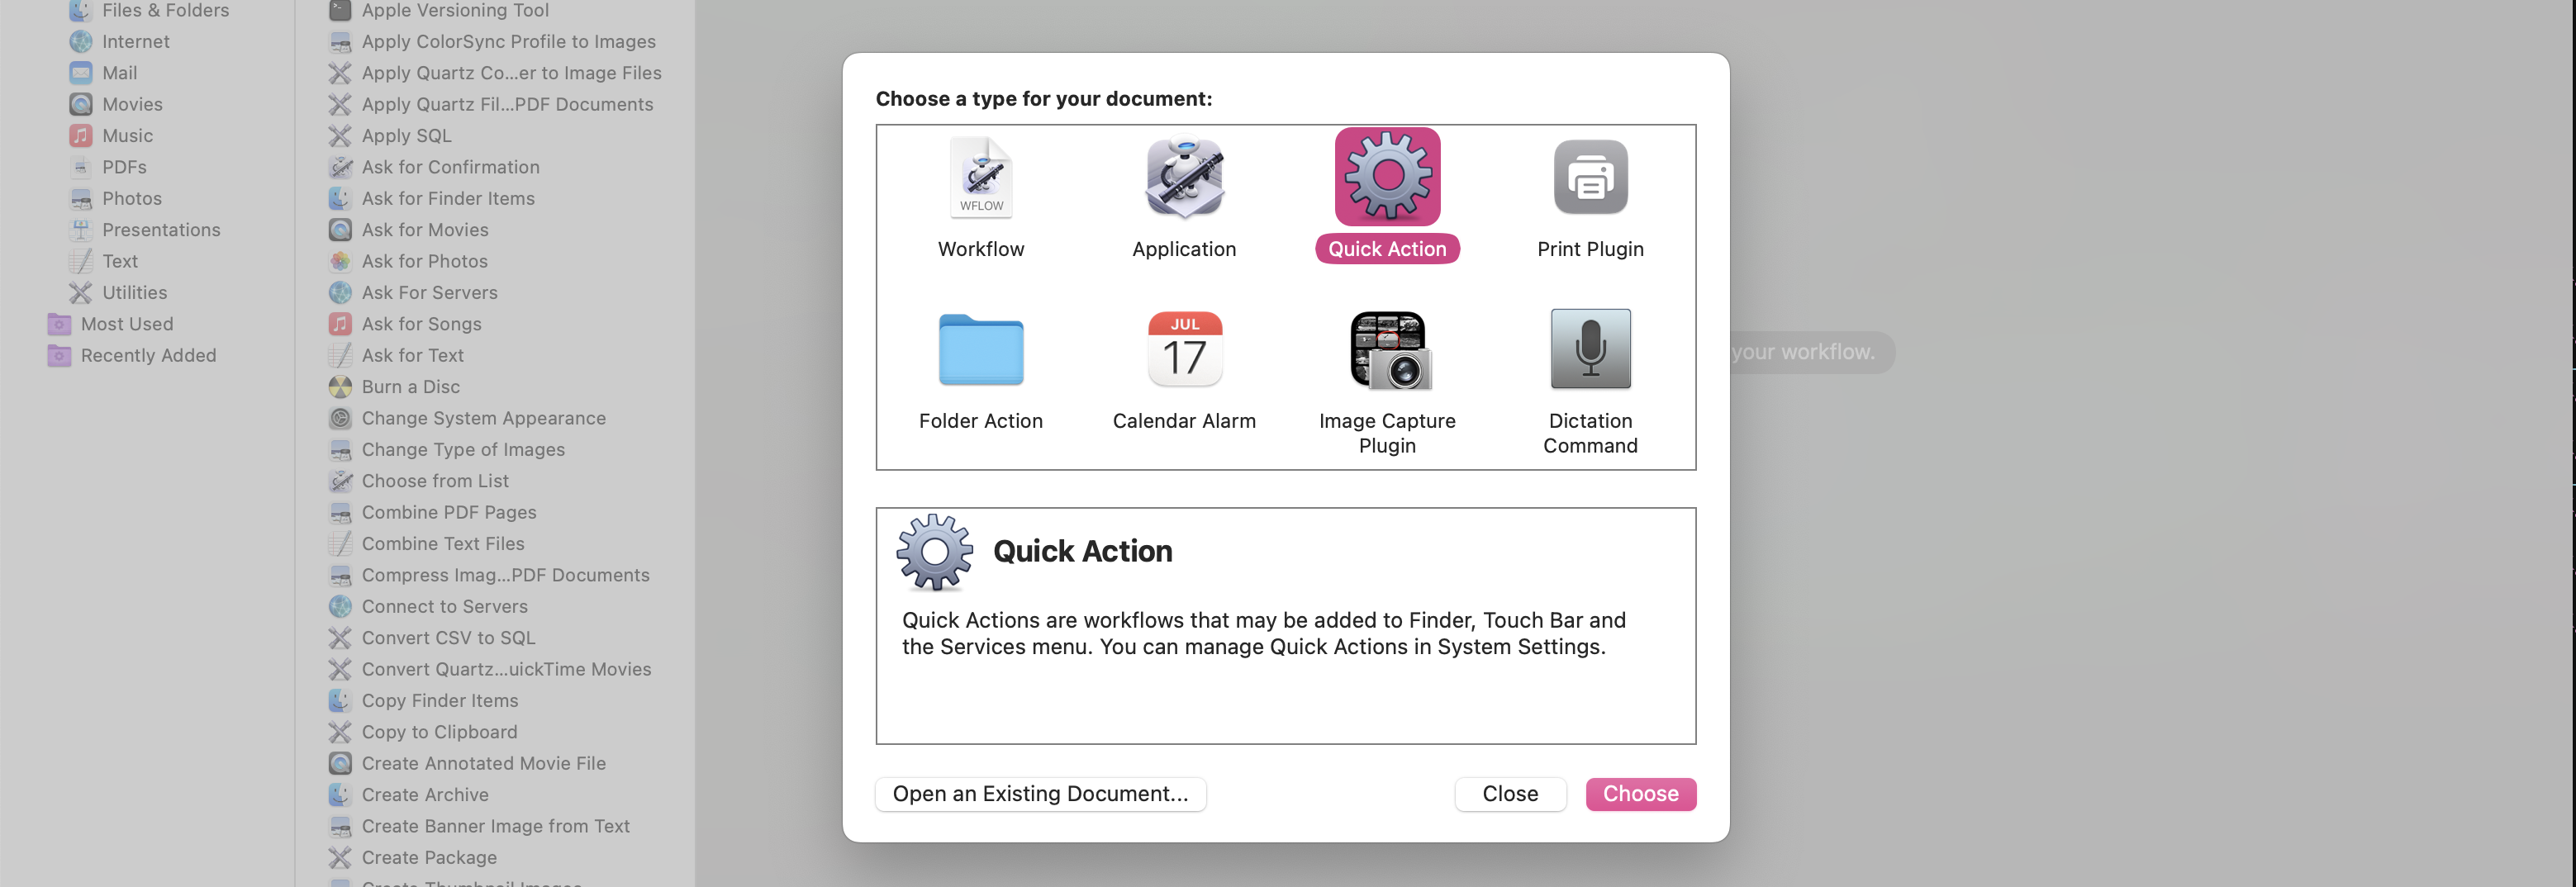 Files & Folders
Internet
Mail
Movies
Music
PDFs
Photos
Presentations
Text
Utilities
Most Used
Recently Added
Apple Versioning Tool
Apply ColorSync Profile to Images
Apply Quartz Co...er to Image Files
Apply Quartz Fil...PDF Documents
Apply SQL
Ask for Confirmation
Ask for Finder Items
Ask for Movies
Ask for Photos
Ask For Servers
Ask for Songs
Ask for Text
Burn a Disc
Change System Appearance
Change Type of Images
Choose from List
Combine PDF Pages
Combine Text Files
Compress Imag...PDF Documents
Connect to Servers
Convert CSV to SQL
Convert Quartz...uickTime Movies
Copy Finder Items
Copy to Clipboard
Create Annotated Movie File
Create Archive
Create Banner Image from Text
Create Package
Choose a type for your document:
WFLOW
Workflow
Application
Quick Action
Print Plugin
Folder Action
JUL
17
Calendar Alarm
Image Capture
Plugin
Dictation
Command
Quick Action
Quick Actions are workflows that may be added to Finder, Touch Bar and
the Services menu. You can manage Quick Actions in System Settings.
Open an Existing Document...
Close
Choose
your workflow.